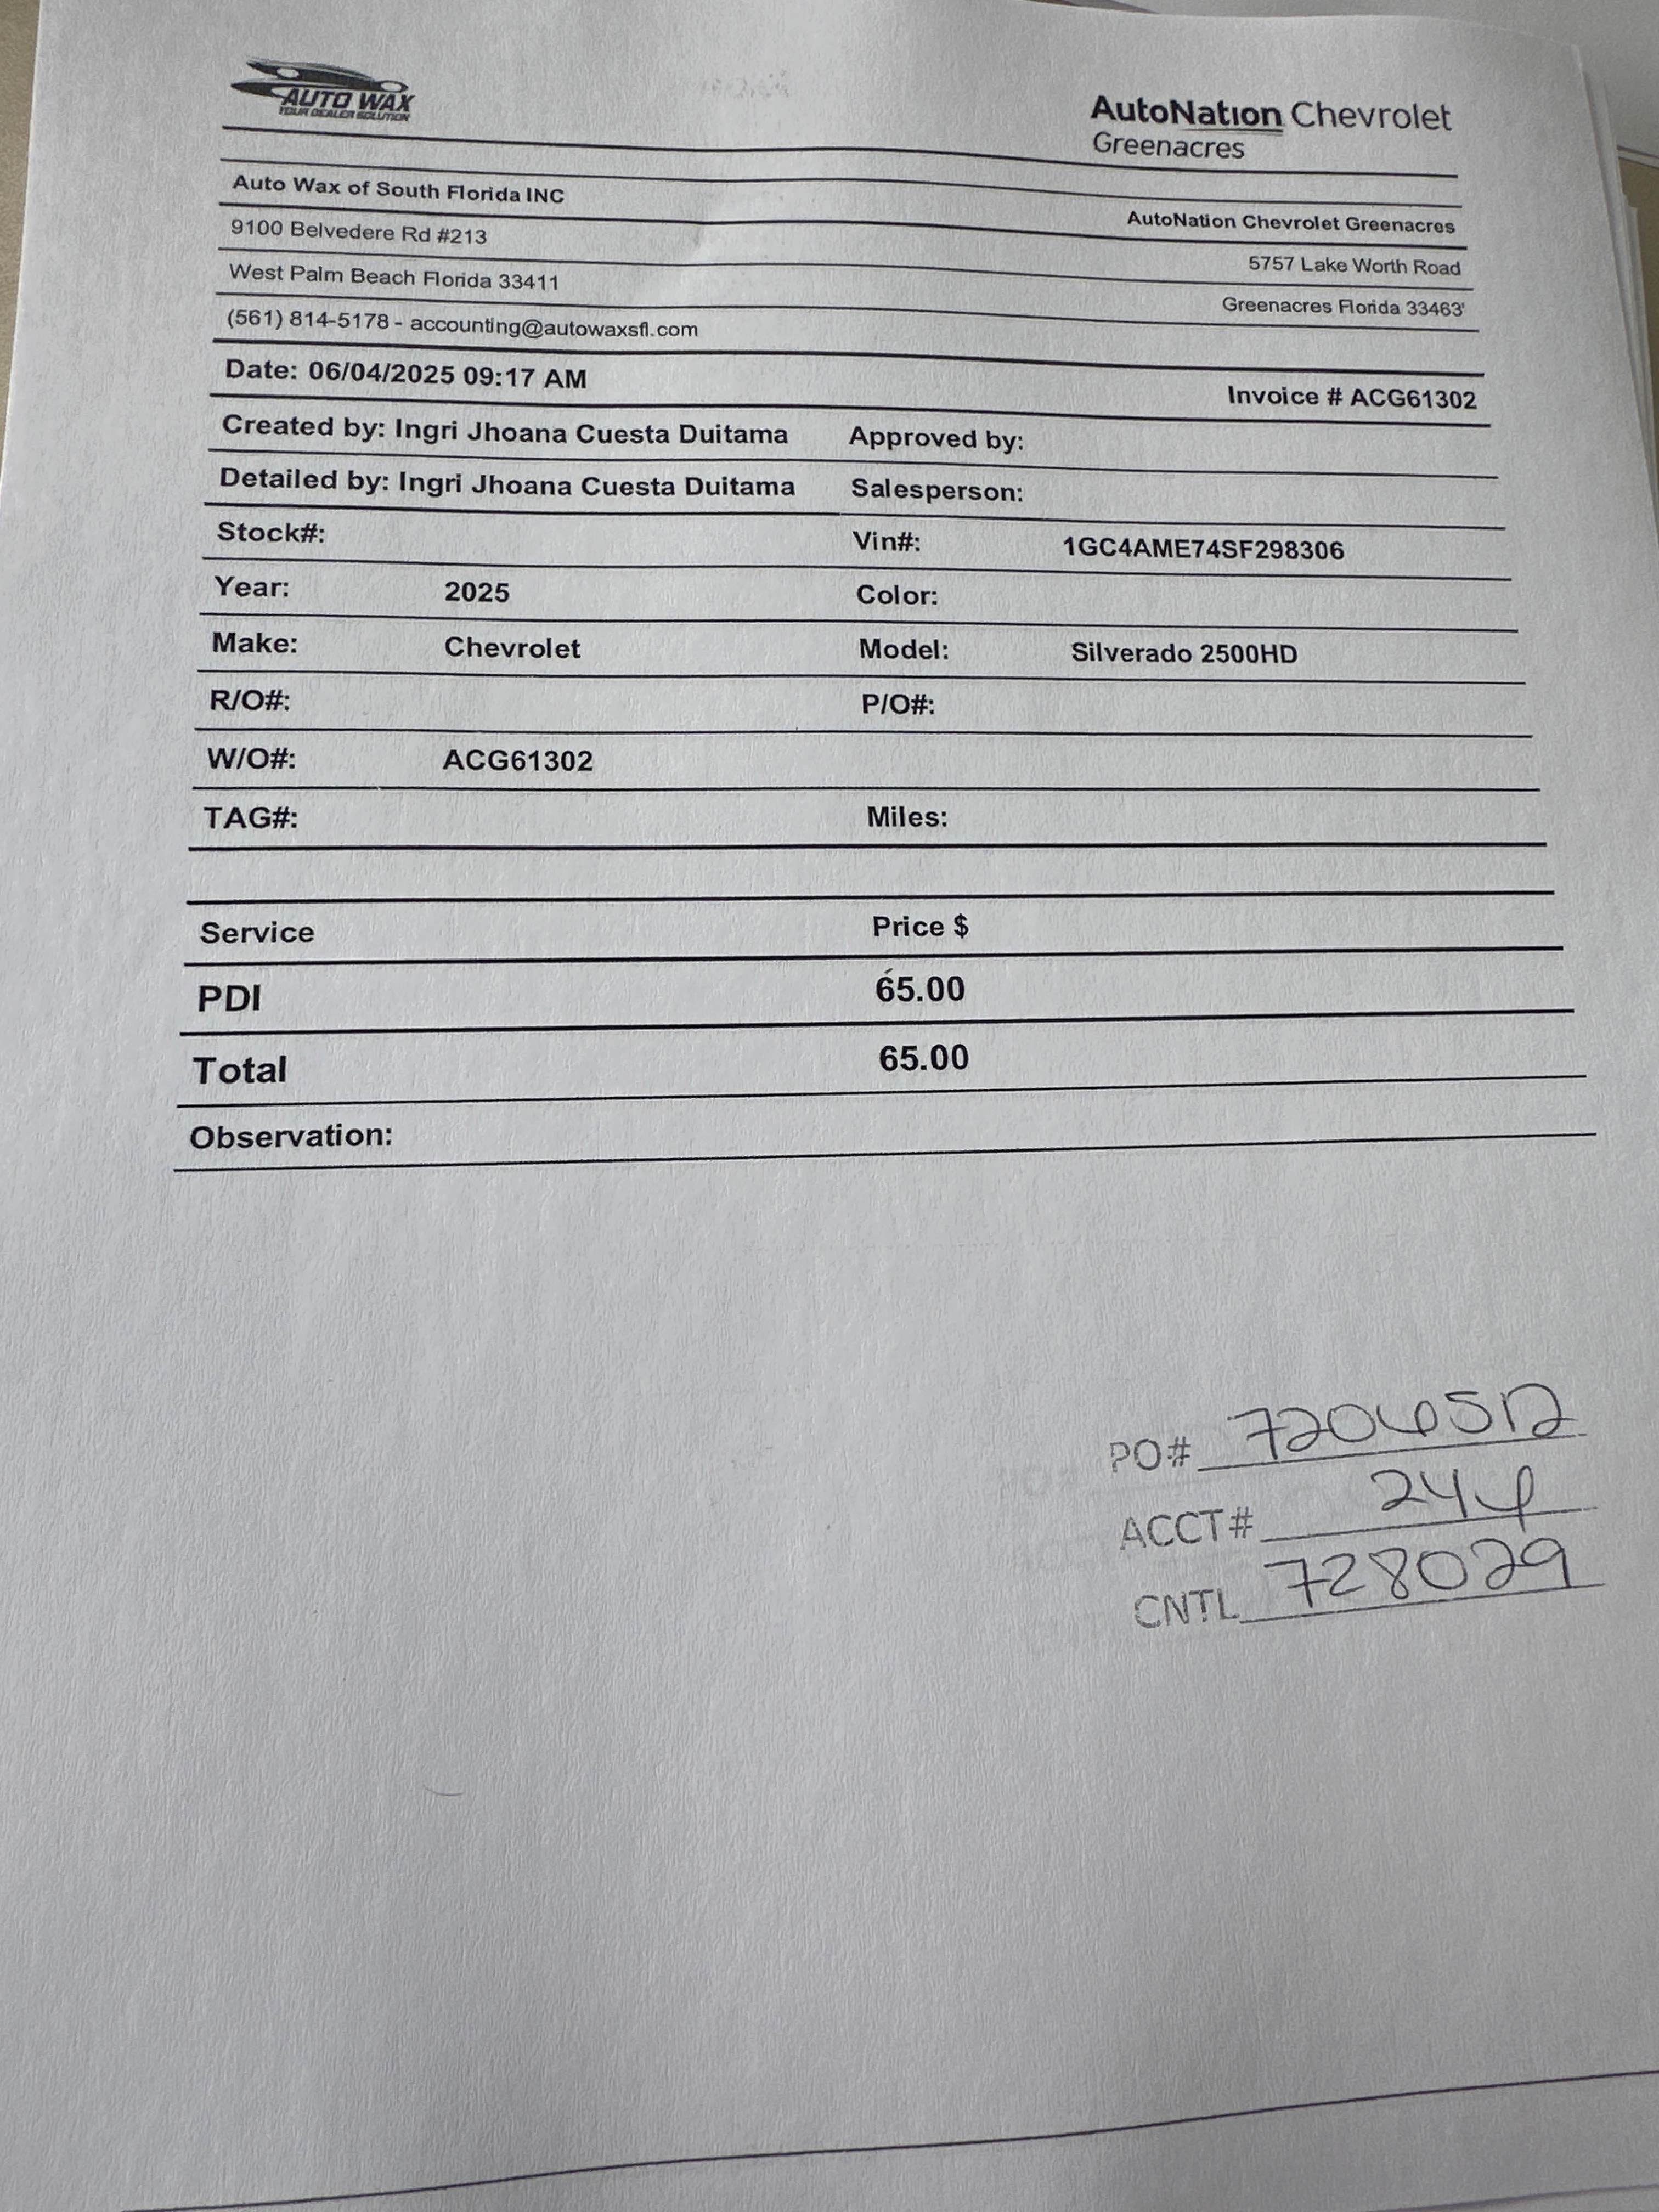 AUTO WAX
YOUR DEALER SOLUTION
AutoNation Chevrolet
Greenacres
Auto Wax of South Florida INC
AutoNation Chevrolet Greenacres
9100 Belvedere Rd #213
5757 Lake Worth Road
West Palm Beach Florida 33411
Greenacres Florida 33463'
(561) 814-5178 - accounting@autowaxsfl.com
Date: 06/04/2025 09:17 AM Invoice # ACG61302
Created by: Ingri Jhoana Cuesta Duitama Approved by:
Detailed by: Ingri Jhoana Cuesta Duitama Salesperson:
Stock#: Vin#: 1GC4AME74SF298306
Year: 2025 Color:
Make: Chevrolet Model: Silverado 2500HD
R/O#: P/O#:
W/O#: ACG61302
TAG#: Miles:
Service Price $
PDI 65.00
Total 65.00
Observation:
PO#
ACCT#
CNTL 728029